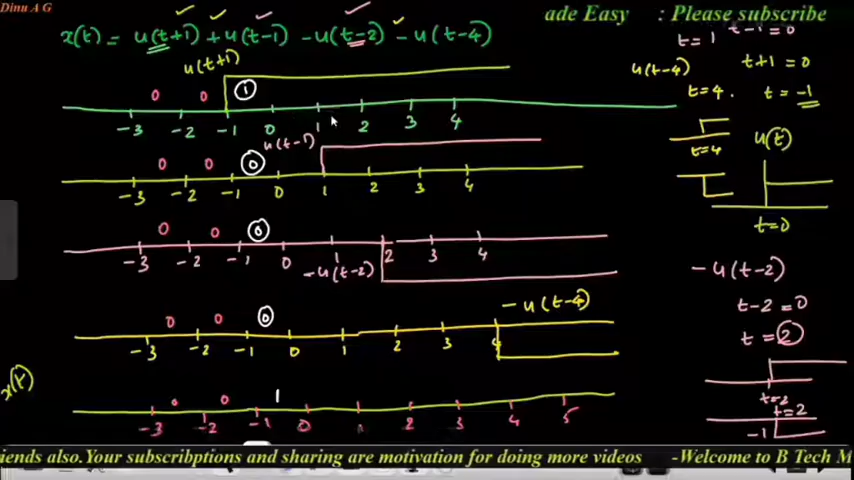 Dinu A G
ade Easy : Please subscribe
x(t) = u(t+1) + u(t-1) - u(t-2) - u(t-4)
t=1 t-1=0
u(t+1)
u(t-4)
t+1=0
0 0 1
t=4. t=-1
-3 -2 -1 0 1 2 3 4
t=4
u(t)
u(t-1)
0 0 0
-3 -2 -1 0 1 2 3 4
t=0
0 0 0
-3 -2 -1 0 1 2 3 4
-u(t-2)
-u(t-2)
t-2=0
t=2
-u(t-4)
0 0 0
-3 -2 -1 0 1 2 3 4
x(t)
t=2
0 0 1
-3 -2 -1 0 1 2 3 4 5
t=2
-1
iends also.Your subscribptions and sharing are motivation for doing more videos -Welcome to B Tech M